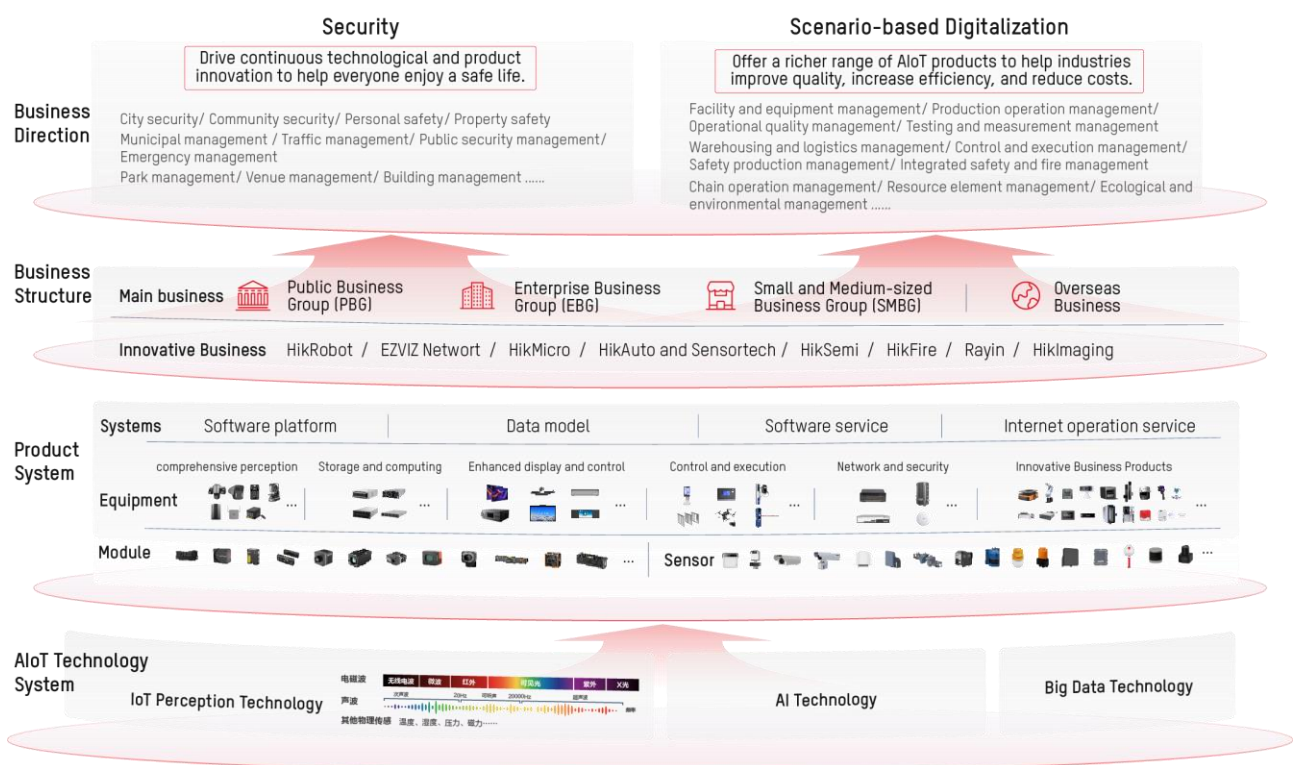 Security
Scenario-based Digitalization
Drive continuous technological and product
innovation to help everyone enjoy a safe life.
Offer a richer range of AIoT products to help industries
improve quality, increase efficiency, and reduce costs.
Business
Direction
City security/ Community security/ Personal safety/ Property safety
Municipal management / Traffic management/ Public security management/
Emergency management
Park management/ Venue management/ Building management ......
Facility and equipment management/ Production operation management/
Operational quality management/ Testing and measurement management
Warehousing and logistics management/ Control and execution management/
Safety production management/ Integrated safety and fire management
Chain operation management/ Resource element management/ Ecological and
environmental management ......
Business
Structure
Main business
Public Business
Group (PBG)
Enterprise Business
Group (EBG)
Small and Medium-sized
Business Group (SMBG)
Overseas
Business
Innovative Business HikRobot / EZVIZ Networt / HikMicro / HikAuto and Sensortech / HikSemi / HikFire / Rayin / HikImaging
Product
System
Systems Software platform Data model Software service Internet operation service
comprehensive perception Storage and computing Enhanced display and control Control and execution Network and security Innovative Business Products
Equipment ... ... ... ... ...
Module ... Sensor ...
AIoT Technology
System
IoT Perception Technology
电磁波 无线电波 微波 红外 可见光 紫外 X光
次声波 20Hz 可听声 20000Hz 超声波
声波 频率
其他物理传感 温度、湿度、压力、磁力······
AI Technology
Big Data Technology